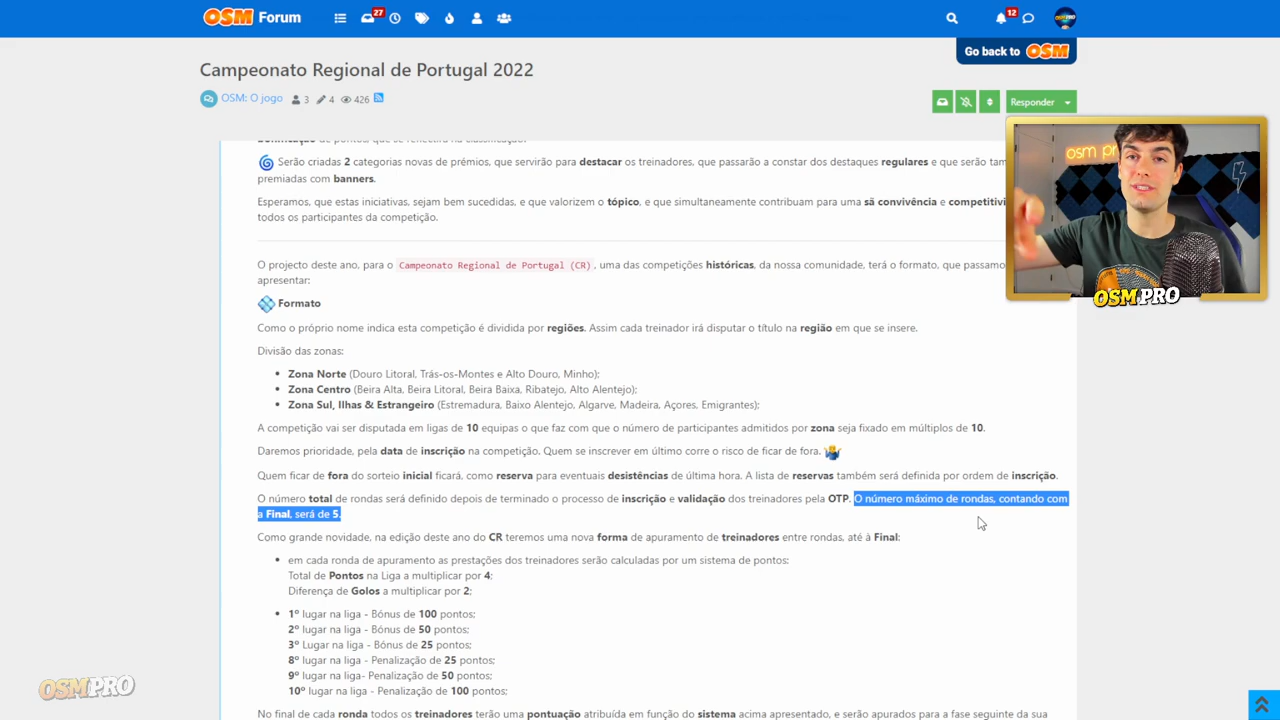 OSM Forum
27
12
Go back to OSM
Campeonato Regional de Portugal 2022
OSM: O jogo 3 4 426
Responder
Serão criadas 2 categorias novas de prémios, que servirão para destacar os treinadores, que passarão a constar dos destaques regulares e que serão
premiadas com banners.
Esperamos, que estas iniciativas, sejam bem sucedidas, e que valorizem o tópico, e que simultaneamente contribuam para uma sã convivência e
todos os participantes da competição.
O projecto deste ano, para o Campeonato Regional de Portugal (CR), uma das competições históricas, da nossa comunidade, terá o formato, que passamos
apresentar:
Formato
Como o próprio nome indica esta competição é dividida por regiões. Assim cada treinador irá disputar o título na região em que se insere.
Divisão das zonas:
Zona Norte (Douro Litoral, Trás-os-Montes e Alto Douro, Minho);
Zona Centro (Beira Alta, Beira Litoral, Beira Baixa, Ribatejo, Alto Alentejo);
Zona Sul, Ilhas & Estrangeiro (Estremadura, Baixo Alentejo, Algarve, Madeira, Açores, Emigrantes);
A competição vai ser disputada em ligas de 10 equipas o que faz com que o número de participantes admitidos por zona seja fixado em múltiplos de 10.
Daremos prioridade, pela data de inscrição na competição. Quem se inscrever em último corre o risco de ficar de fora.
Quem ficar de fora do sorteio inicial ficará, como reserva para eventuais desistências de última hora. A lista de reservas também será definida por ordem de inscrição.
O número total de rondas será definido depois de terminado o processo de inscrição e validação dos treinadores pela OTP. O número máximo de rondas, contando com
a Final, será de 5.
Como grande novidade, na edição deste ano do CR teremos uma nova forma de apuramento de treinadores entre rondas, até à Final:
em cada ronda de apuramento as prestações dos treinadores serão calculadas por um sistema de pontos:
Total de Pontos na Liga a multiplicar por 4;
Diferença de Golos a multiplicar por 2;
1º lugar na liga - Bónus de 100 pontos;
2º lugar na liga - Bónus de 50 pontos;
3º Lugar na liga - Bónus de 25 pontos;
8º lugar na liga - Penalização de 25 pontos;
9º lugar na liga- Penalização de 50 pontos;
10º lugar na liga - Penalização de 100 pontos;
No final de cada ronda todos os treinadores terão uma pontuação atribuída em função do sistema acima apresentado, e serão apurados para a fase seguinte da sua
osm pr
OSM PRO
OSMPRO